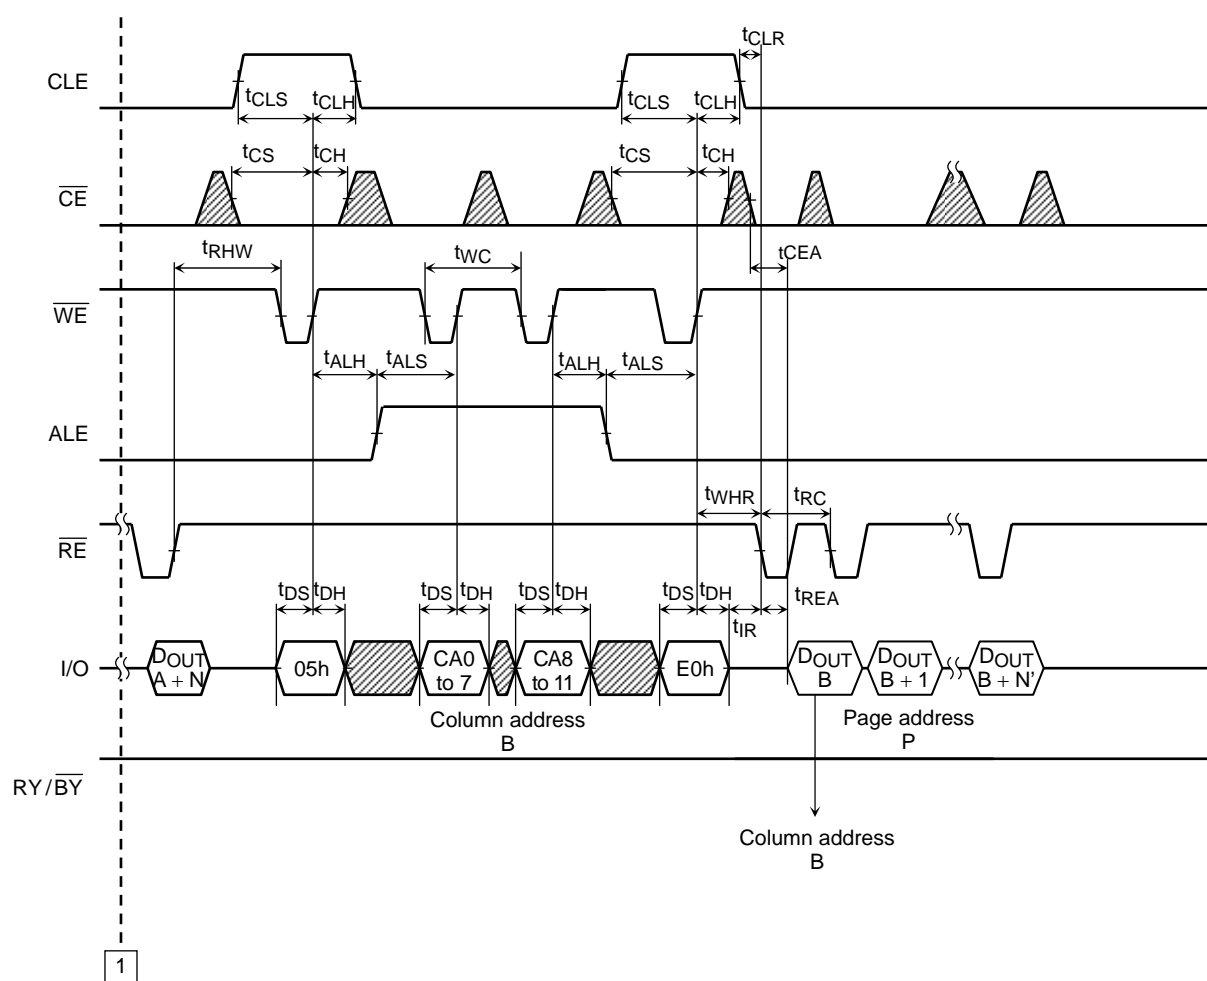 tCLR
CLE
tCLS tCLH tCLS tCLH
tCS tCH tCS tCH
CE
tRHW tWC tCEA
WE
tALH tALS tALH tALS
ALE
tWHR tRC
RE
tDS tDH tDS tDH tDS tDH tDS tDH tREA
tIR
I/O
DOUT
A + N
05h
CA0
to 7
CA8
to 11
E0h
DOUT
B
DOUT
B + 1
DOUT
B + N’
Column address
B
Page address
P
RY/BY
Column address
B
1